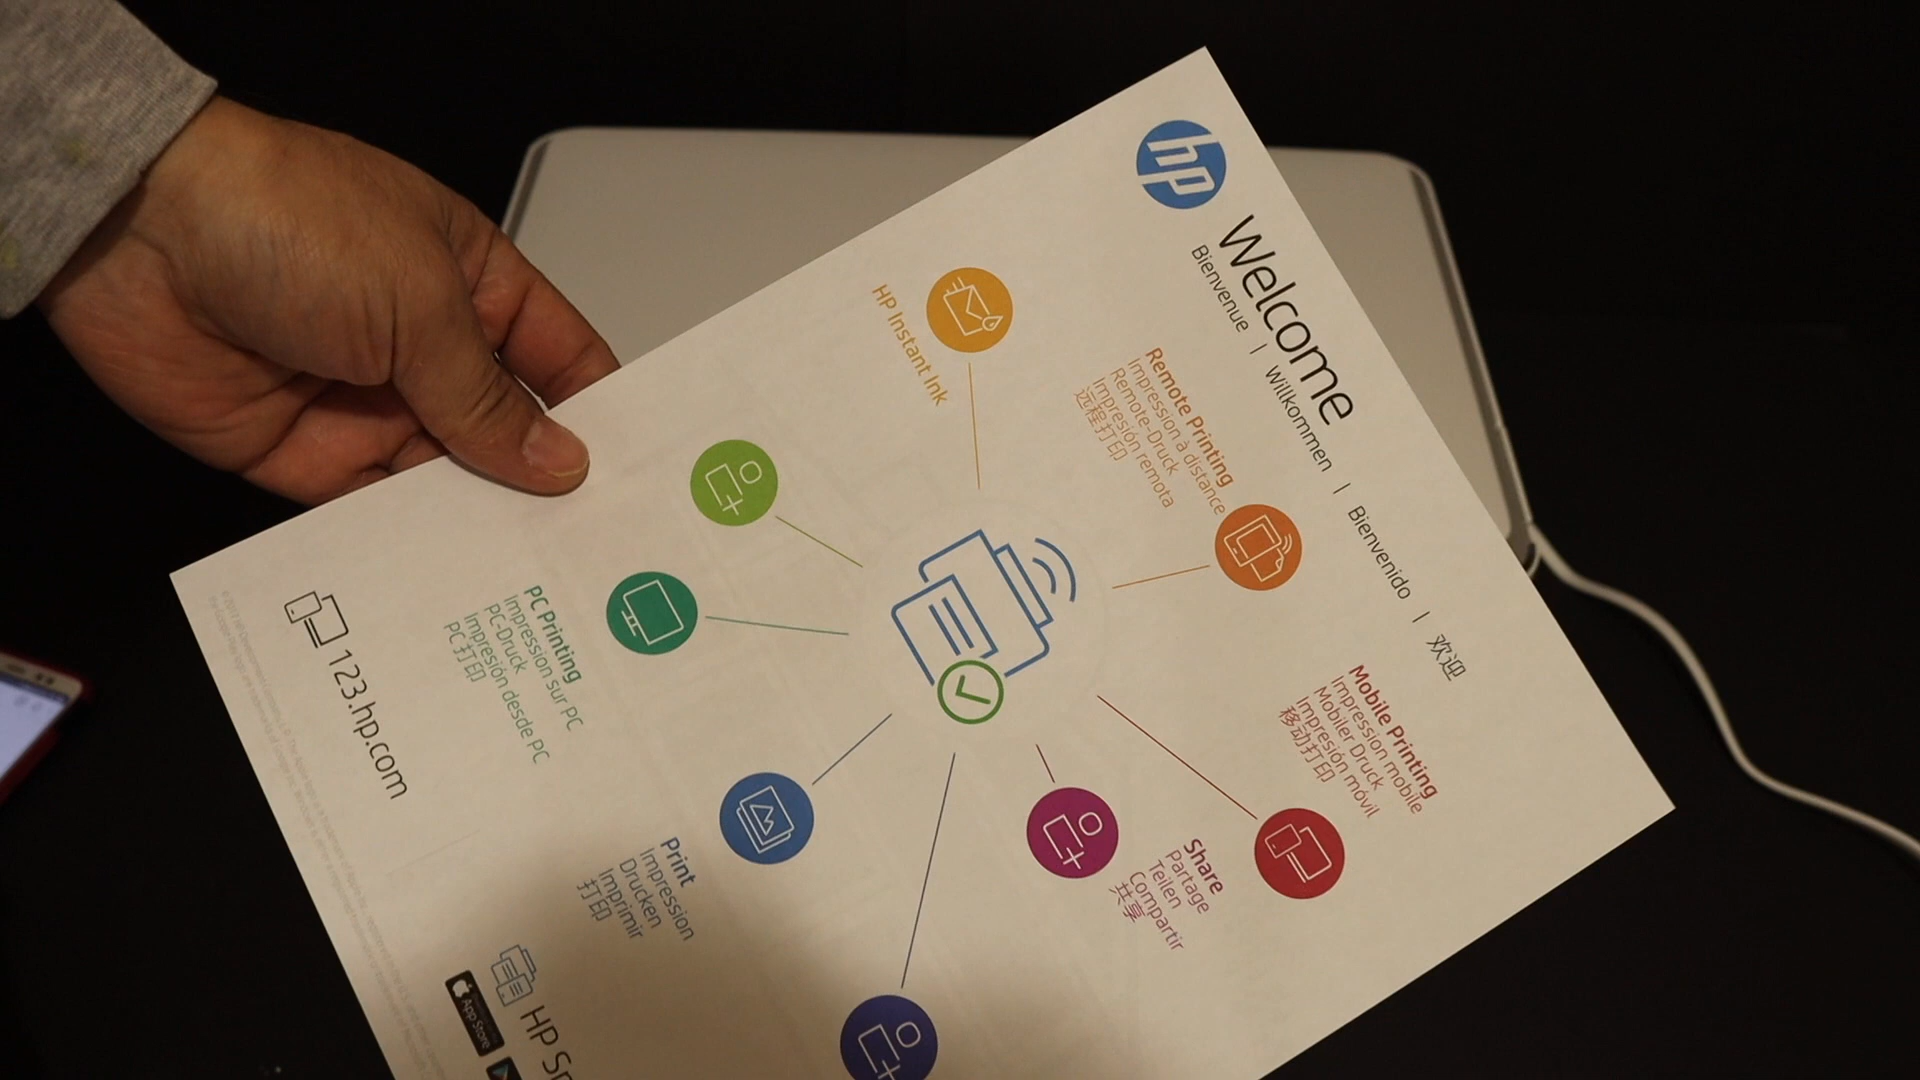 hp
Welcome
Bienvenue | Willkommen | Bienvenido | 欢迎
HP Instant Ink
Remote Printing
Impression à distance
Remote-Druck
Impresión remota
远程打印
Mobile Printing
Impression mobile
Mobiler Druck
Impresión móvil
移动打印
Share
Partage
Teilen
Compartir
共享
PC Printing
Impression sur PC
PC-Druck
Impresión desde PC
PC打印
Print
Impression
Drucken
Imprimir
打印
123.hp.com
HP
App Store